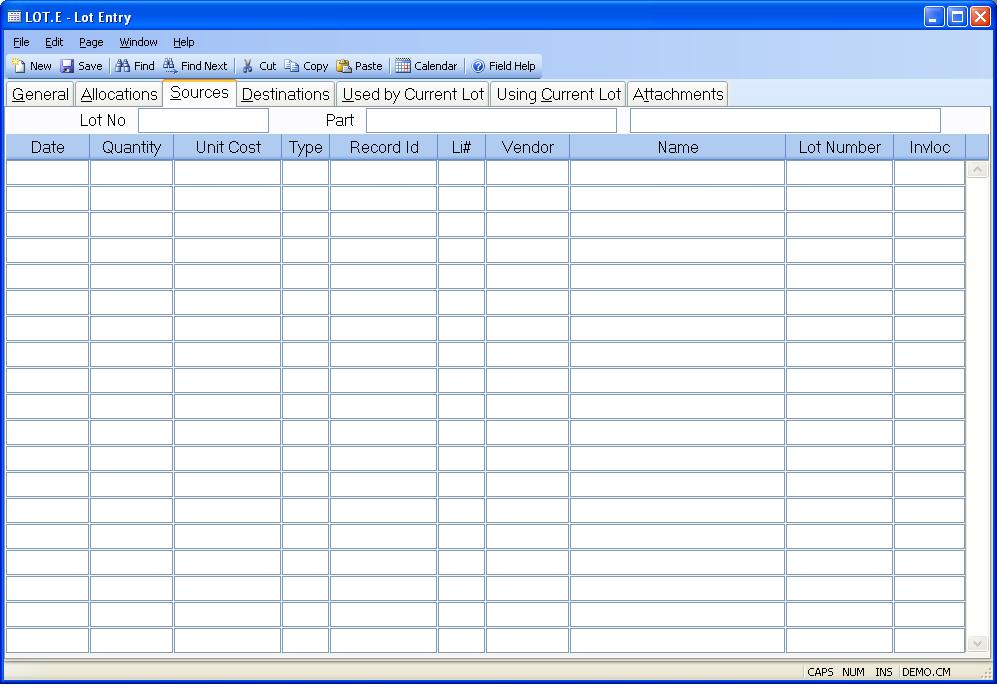 LOT.E - Lot Entry
File Edit Page Window Help
New Save Find Find Next Cut Copy Paste Calendar Field Help
General Allocations Sources Destinations Used by Current Lot Using Current Lot Attachments
Lot No Part
Date Quantity Unit Cost Type Record Id Li# Vendor Name Lot Number Invloc
CAPS NUM INS DEMO.CM